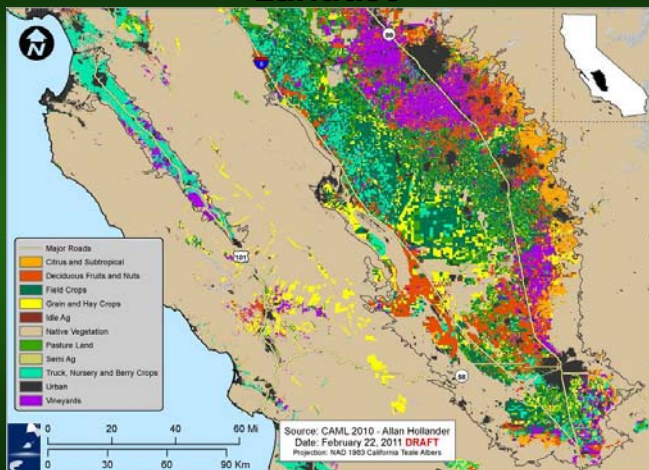 Landuse
N
99
5
101
58
Major Roads
Citrus and Subtropical
Deciduous Fruits and Nuts
Field Crops
Grain and Hay Crops
Idle Ag
Native Vegetation
Pasture Land
Semi Ag
Truck, Nursery and Berry Crops
Urban
Vineyards
0 20 40 60 Mi
0 30 60 90 Km
Source: CAML 2010 - Allan Hollander
Date: February 22, 2011 DRAFT
Projection: NAD 1983 California Teale Albers